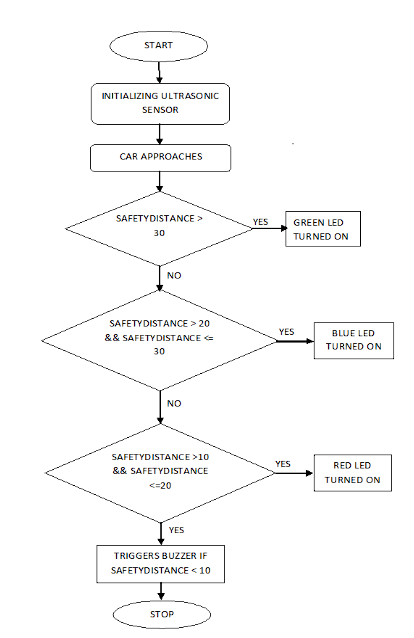 START
INITIALIZING ULTRASONIC
SENSOR
CAR APPROACHES
SAFETYDISTANCE >
30
YES
GREEN LED
TURNED ON
NO
SAFETYDISTANCE > 20
&& SAFETYDISTANCE <=
30
YES
BLUE LED
TURNED ON
NO
SAFETYDISTANCE >10
&& SAFETYDISTANCE
<=20
YES
RED LED
TURNED ON
YES
TRIGGERS BUZZER IF
SAFETYDISTANCE < 10
STOP